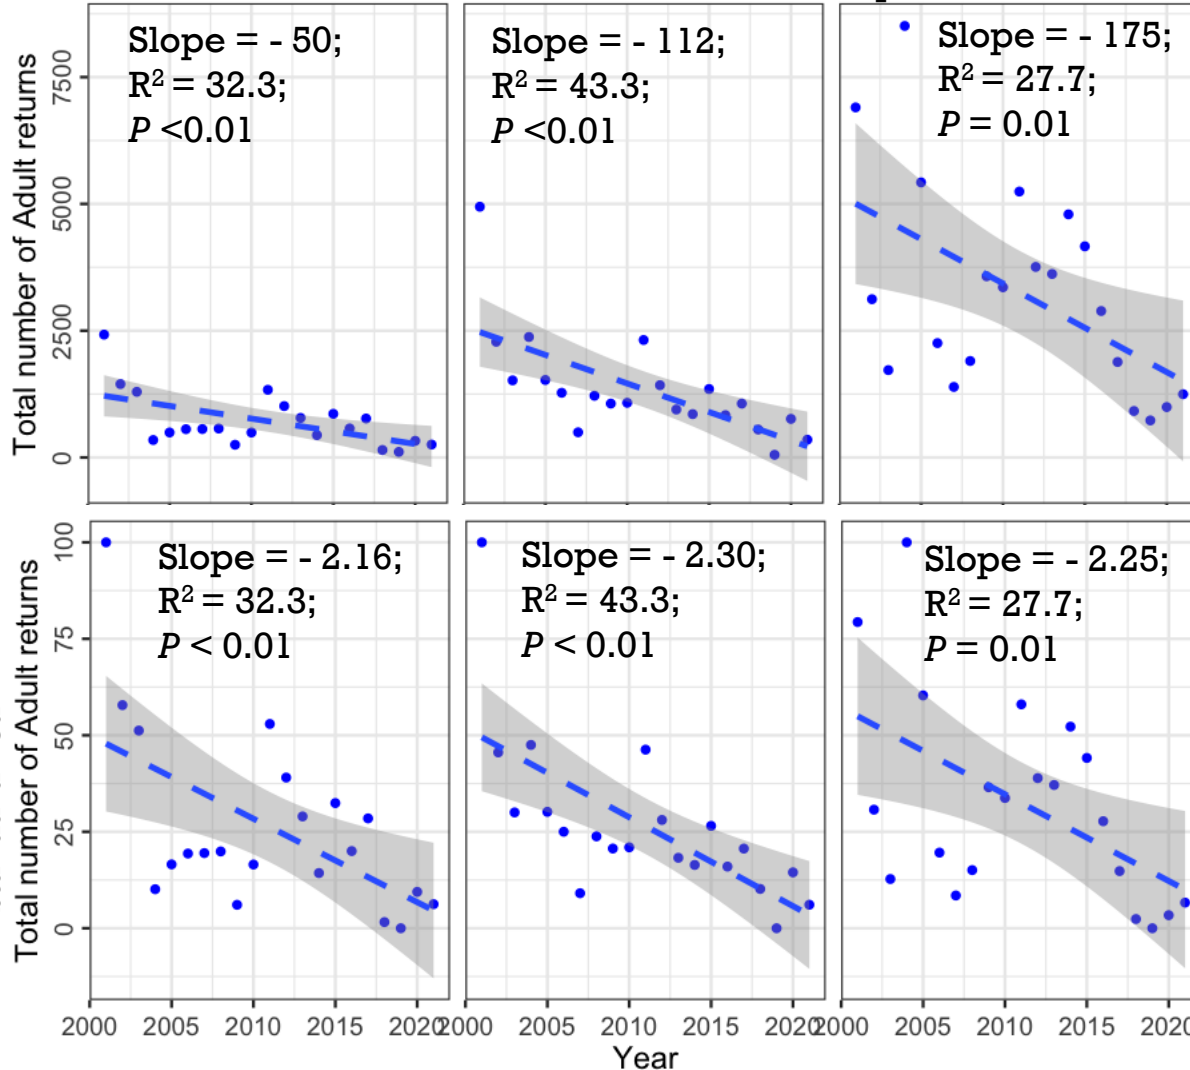 Slope = - 50;
R² = 32.3;
P <0.01
Slope = - 112;
R² = 43.3;
P <0.01
Slope = - 175;
R² = 27.7;
P = 0.01
Total number of Adult returns
7500
5000
2500
0
Slope = - 2.16;
R² = 32.3;
P < 0.01
Slope = - 2.30;
R² = 43.3;
P < 0.01
Slope = - 2.25;
R² = 27.7;
P = 0.01
Total number of Adult returns
100
75
50
25
0
2000 2005 2010 2015 2020 2000 2005 2010 2015 2020 2000 2005 2010 2015 2020
Year